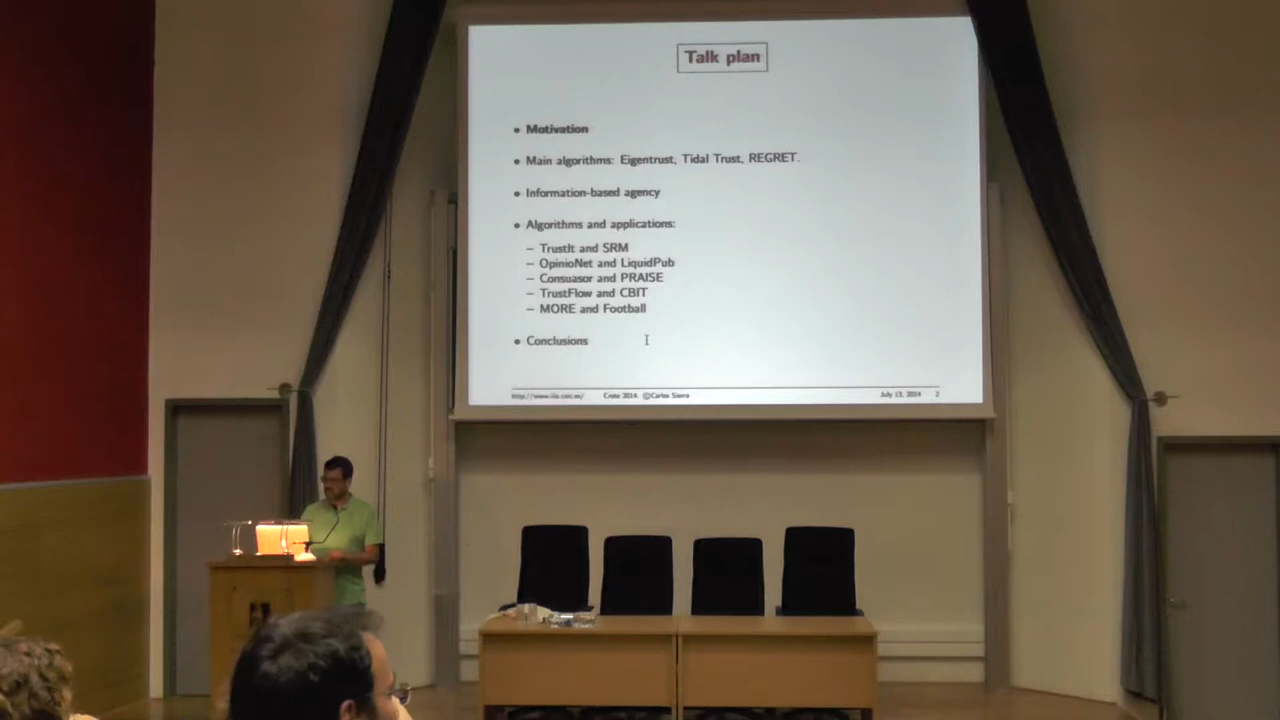 Talk plan
• Motivation
• Main algorithms: Eigentrust, Tidal Trust, REGRET.
• Information-based agency
• Algorithms and applications:
– TrustIt and SRM
– OpinioNet and LiquidPub
– Consuasor and PRAISE
– TrustFlow and CBIT
– MORE and Football
• Conclusions
http://www.iiia.csic.es/ Crete 2014. ©Carles Sierra July 13, 2014 2